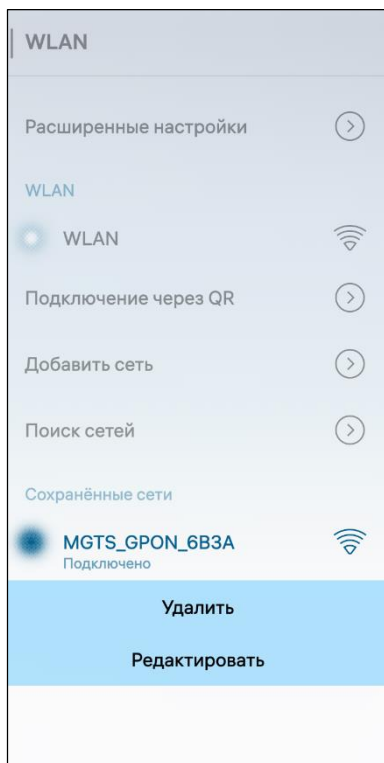 WLAN
Расширенные настройки
WLAN
WLAN
Подключение через QR
Добавить сеть
Поиск сетей
Сохранённые сети
MGTS_GPON_6B3A
Подключено
Удалить
Редактировать